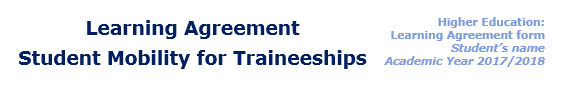 Learning Agreement
Student Mobility for Traineeships
Higher Education:
Learning Agreement form
Student's name
Academic Year 2017/2018